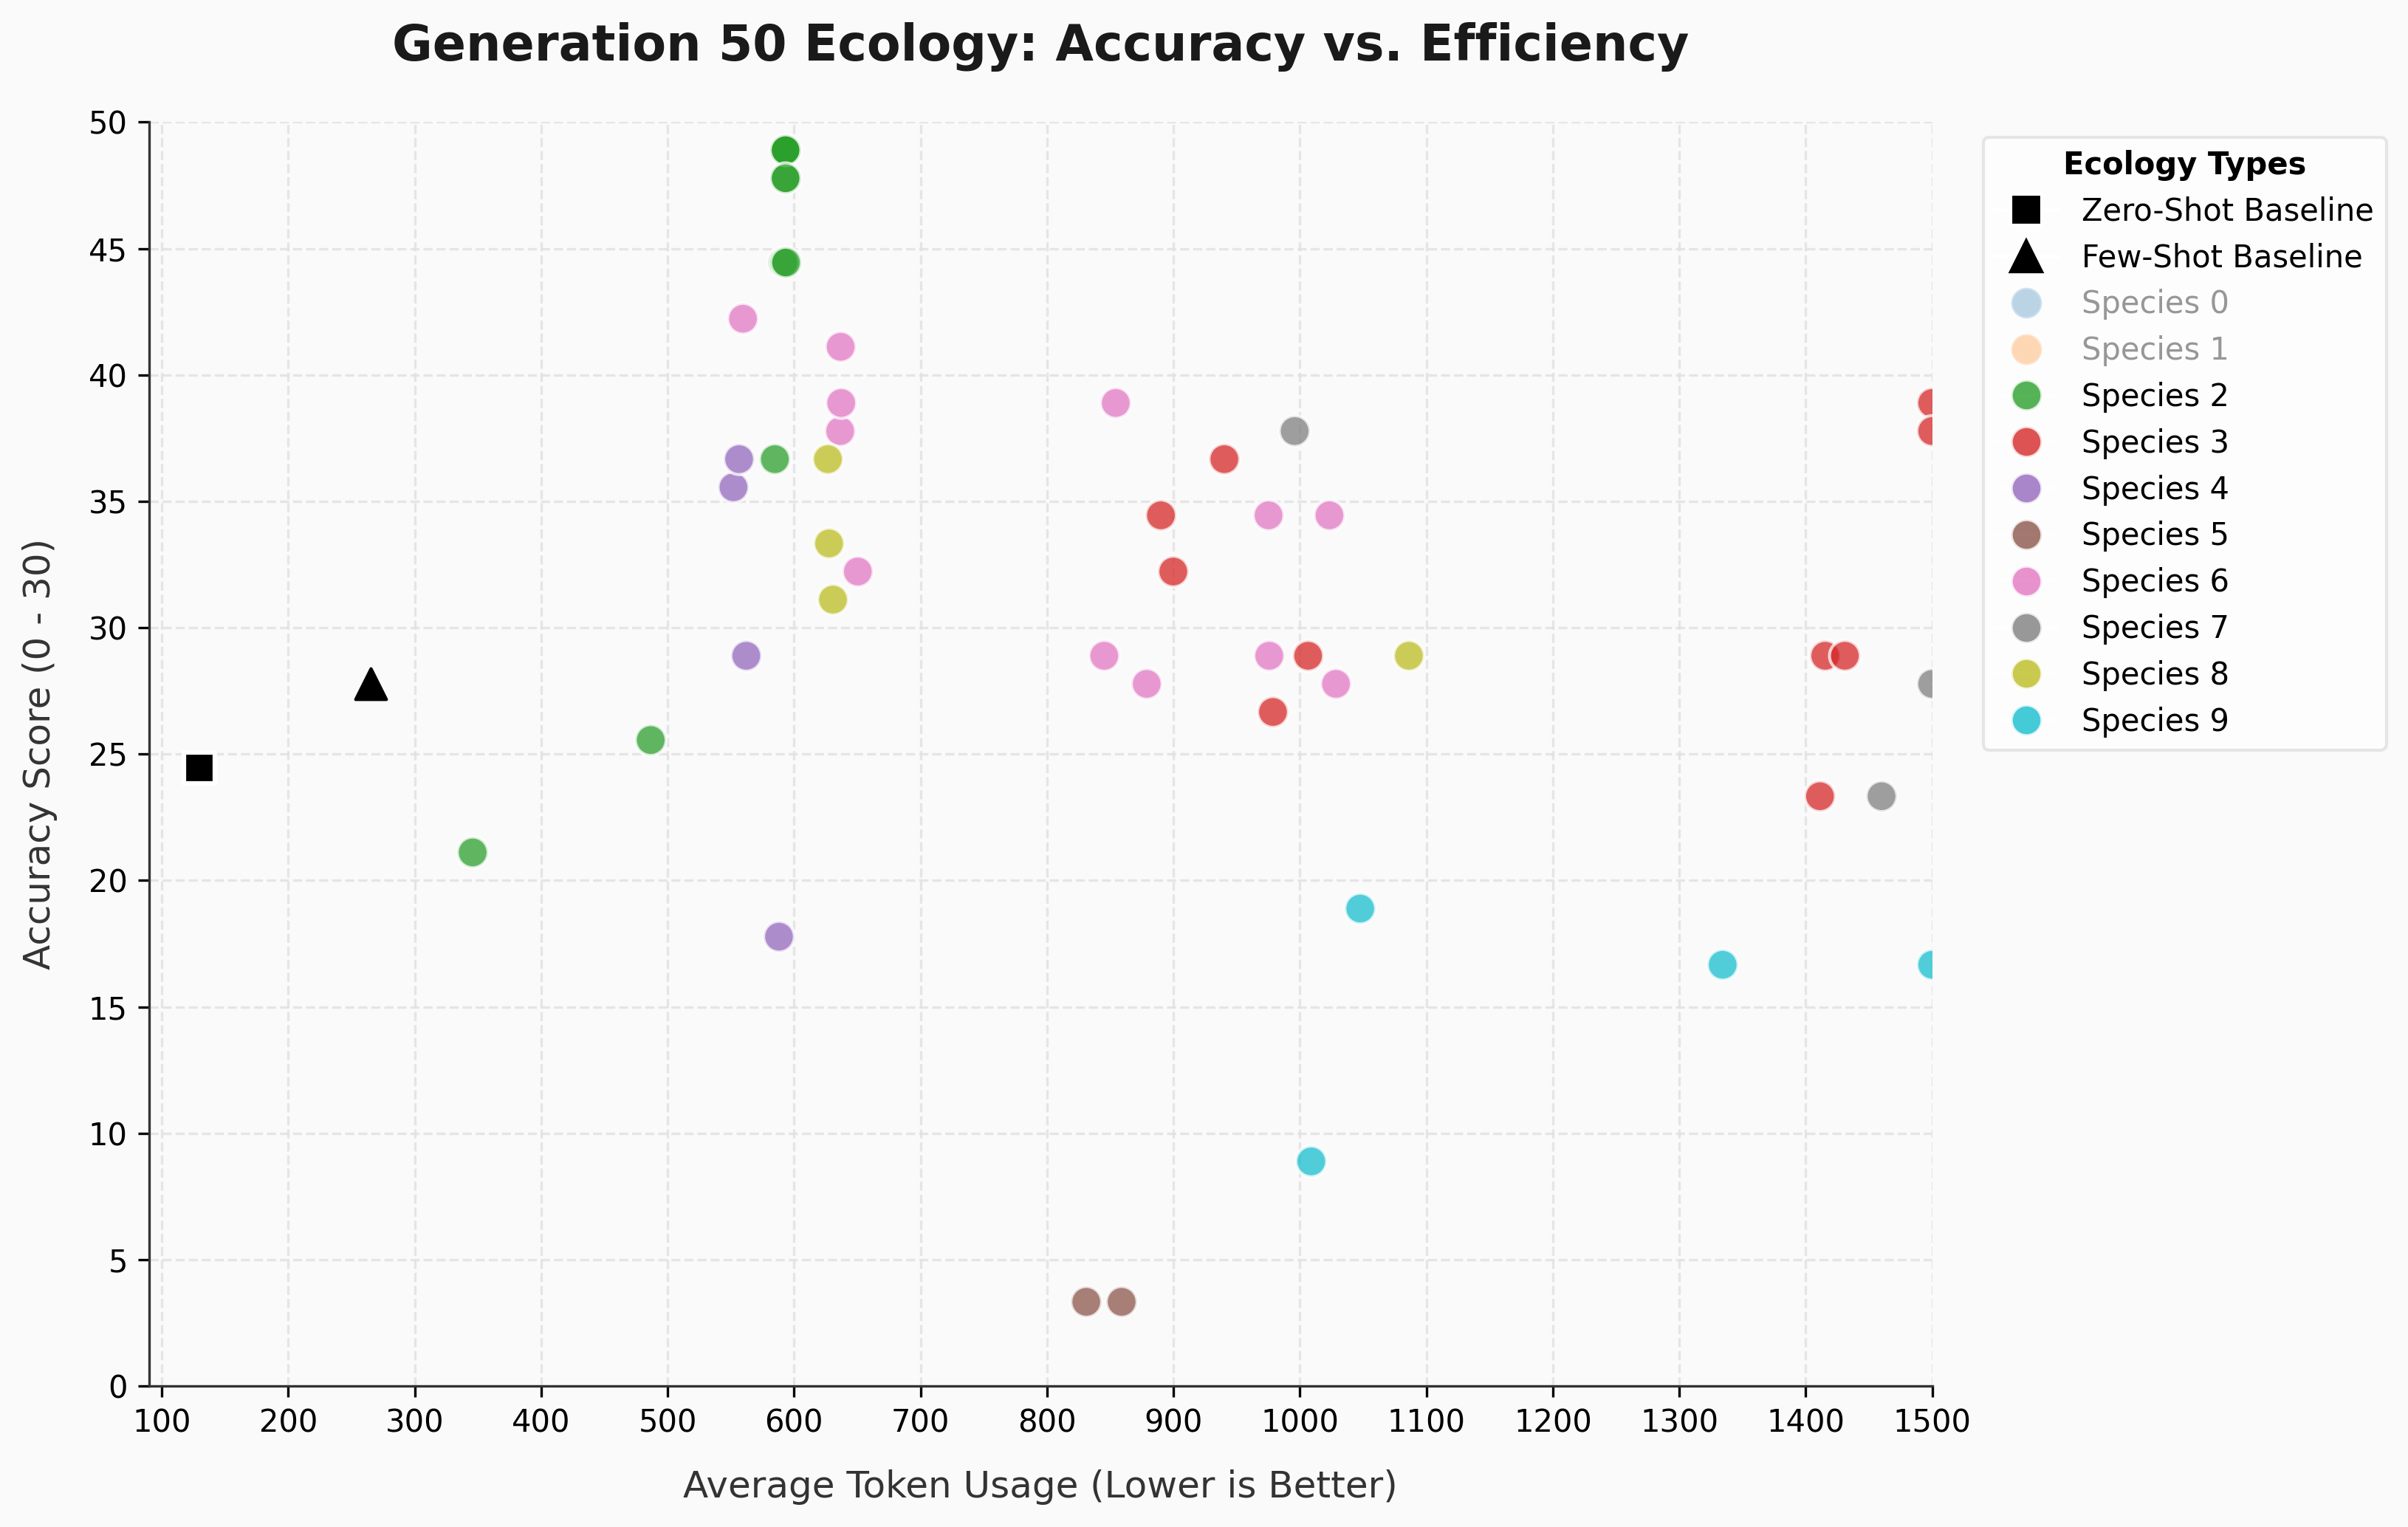 Generation 50 Ecology: Accuracy vs. Efficiency
50
45
40
35
30
25
20
15
10
5
0
Accuracy Score (0 - 30)
100 200 300 400 500 600 700 800 900 1000 1100 1200 1300 1400 1500
Average Token Usage (Lower is Better)
Ecology Types
Zero-Shot Baseline
Few-Shot Baseline
Species 0
Species 1
Species 2
Species 3
Species 4
Species 5
Species 6
Species 7
Species 8
Species 9